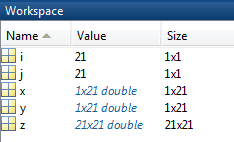 Workspace
Name Value Size
i 21 1x1
j 21 1x1
x 1x21 double 1x21
y 1x21 double 1x21
z 21x21 double 21x21